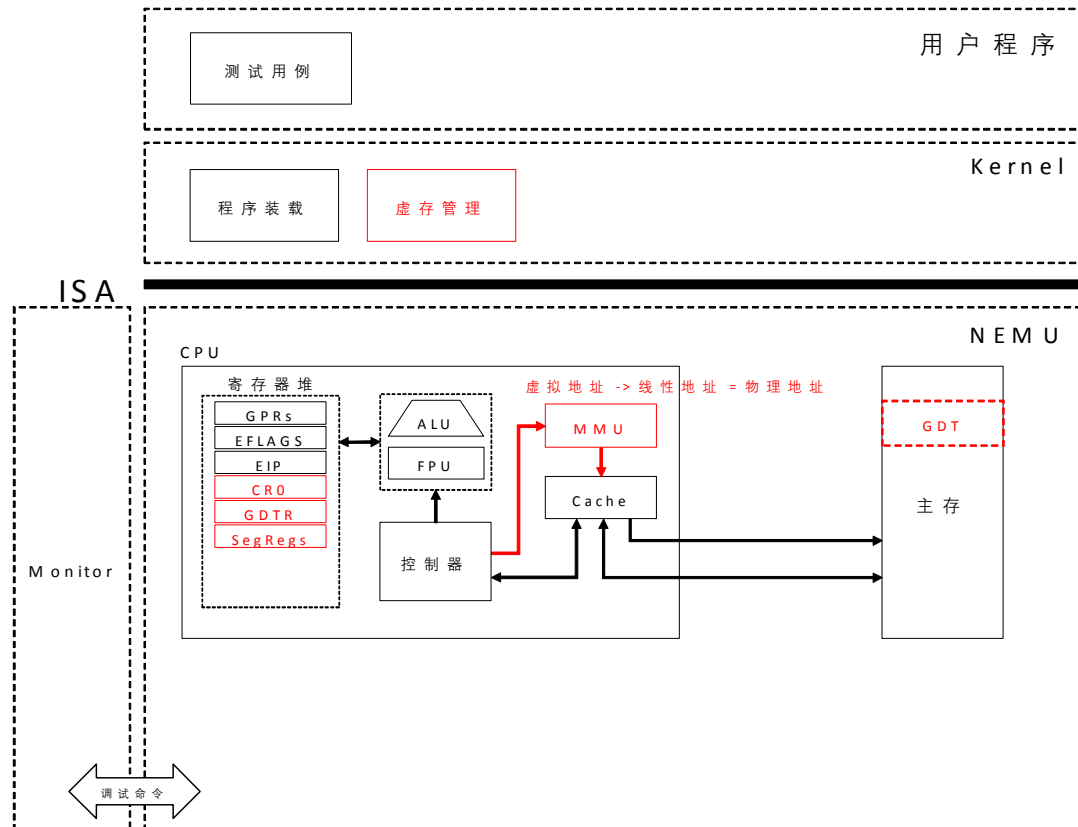 用户程序
测试用例
Kernel
程序装载
虚存管理
ISA
NEMU
CPU
寄存器堆
虚拟地址 -> 线性地址 = 物理地址
GPRs
ALU
MMU
GDT
EFLAGS
EIP
FPU
CR0
Cache
GDTR
主存
SegRegs
控制器
Monitor
调试命令